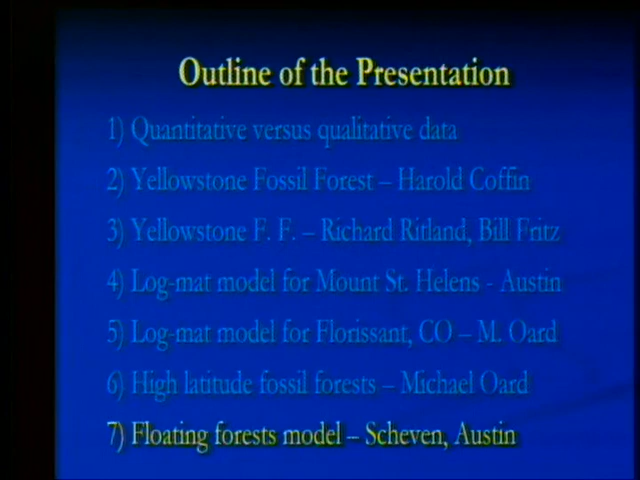 Outline of the Presentation
1) Quantitative versus qualitative data
2) Yellowstone Fossil Forest – Harold Coffin
3) Yellowstone F. F. – Richard Ritland, Bill Fritz
4) Log-mat model for Mount St. Helens - Austin
5) Log-mat model for Florissant, CO – M. Oard
6) High latitude fossil forests – Michael Oard
7) Floating forests model – Scheven, Austin